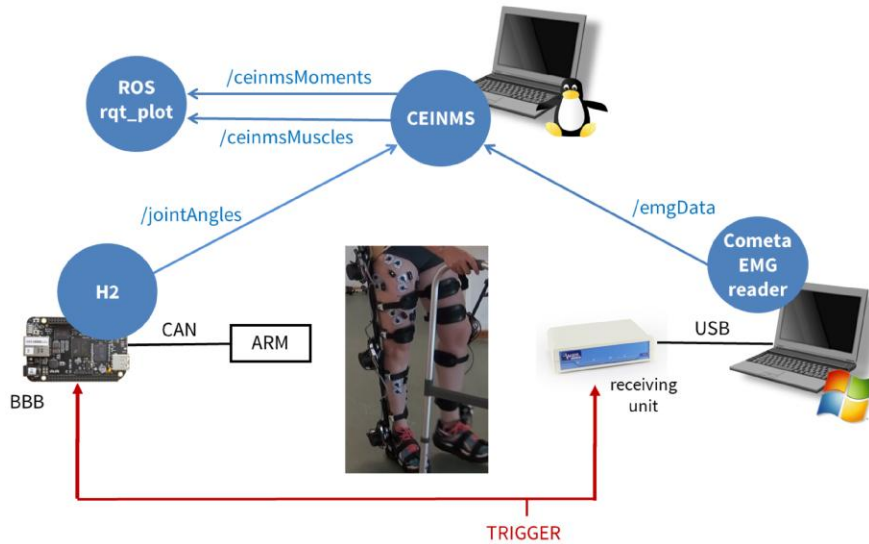 ROS
rqt_plot
/ceinmsMoments
/ceinmsMuscles
CEINMS
/jointAngles
/emgData
H2
Cometa
EMG
reader
CAN
ARM
USB
BBB
receiving
unit
TRIGGER